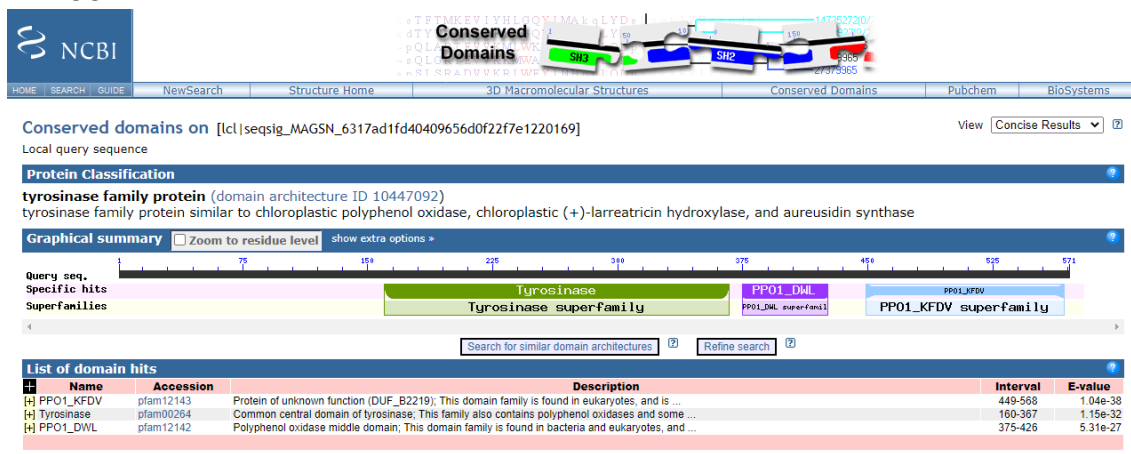 NCBI
Conserved
Domains
SH3
SH2
HOME SEARCH GUIDE NewSearch Structure Home 3D Macromolecular Structures Conserved Domains Pubchem BioSystems
Conserved domains on [lcl|seqsig_MAGSN_6317ad1fd40409656d0f22f7e1220169]
View Concise Results
Local query sequence
Protein Classification
tyrosinase family protein (domain architecture ID 10447092)
tyrosinase family protein similar to chloroplastic polyphenol oxidase, chloroplastic (+)-larreatricin hydroxylase, and aureusidin synthase
Graphical summary Zoom to residue level show extra options »
1 75 150 225 300 375 450 525 571
Query seq.
Specific hits Tyrosinase PPO1_DWL PPO1_KFDV
Superfamilies Tyrosinase superfamily PPO1_DWL superfamil PPO1_KFDV superfamily
Search for similar domain architectures Refine search
List of domain hits
Name Accession Description Interval E-value
[+] PPO1_KFDV pfam12143 Protein of unknown function (DUF_B2219); This domain family is found in eukaryotes, and is ... 449-568 1.04e-38
[+] Tyrosinase pfam00264 Common central domain of tyrosinase; This family also contains polyphenol oxidases and some ... 160-367 1.15e-32
[+] PPO1_DWL pfam12142 Polyphenol oxidase middle domain; This domain family is found in bacteria and eukaryotes, and ... 375-426 5.31e-27